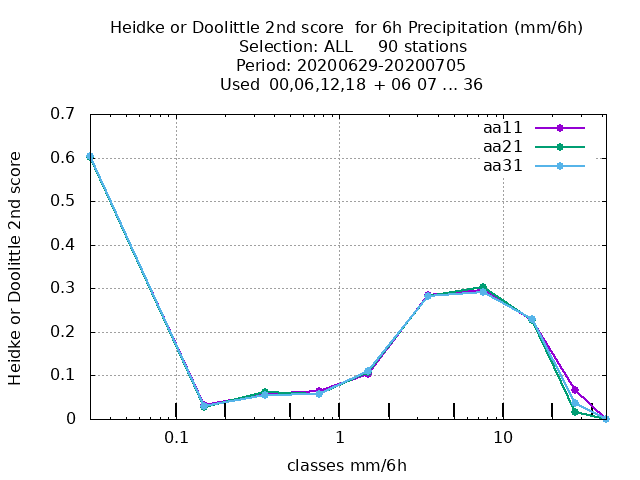 Heidke or Doolittle 2nd score  for 6h Precipitation (mm/6h)
Selection: ALL     90 stations
Period: 20200629-20200705
Used  00,06,12,18  + 06 07 ... 36
aa11
aa21
aa31
Heidke or Doolittle 2nd score
0.7
0.6
0.5
0.4
0.3
0.2
0.1
0
0.1
1
10
classes mm/6h